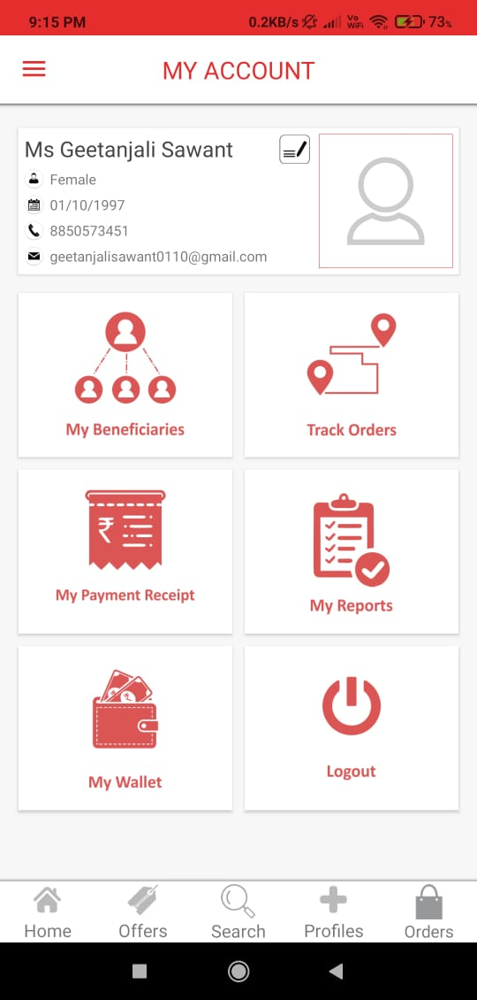 9:15 PM 0.2KB/s Vo WiFi 73%
MY ACCOUNT
Ms Geetanjali Sawant
Female
01/10/1997
8850573451
geetanjalisawant0110@gmail.com
My Beneficiaries Track Orders
₹
My Payment Receipt My Reports
My Wallet Logout
OFFERS
Home Offers Search Profiles Orders